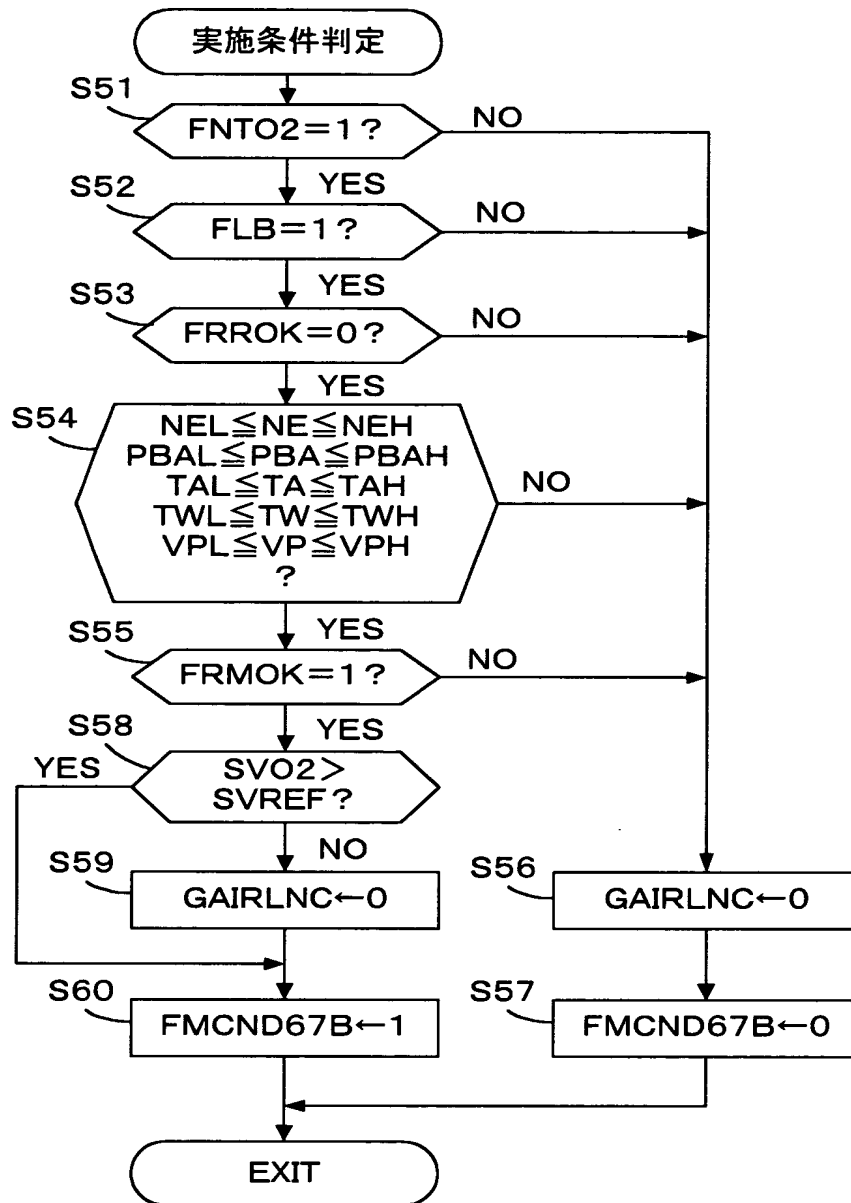 実施条件判定
S51
FNTO2=1?
NO
YES
S52
FLB=1?
NO
YES
S53
FRROK=0?
NO
YES
S54
NEL≦NE≦NEH
PBAL≦PBA≦PBAH
TAL≦TA≦TAH
TWL≦TW≦TWH
VPL≦VP≦VPH
?
NO
YES
S55
FRMOK=1?
NO
YES
S58
YES
SVO2>
SVREF?
NO
S59
GAIRLNC←0
S56
GAIRLNC←0
S60
FMCND67B←1
S57
FMCND67B←0
EXIT